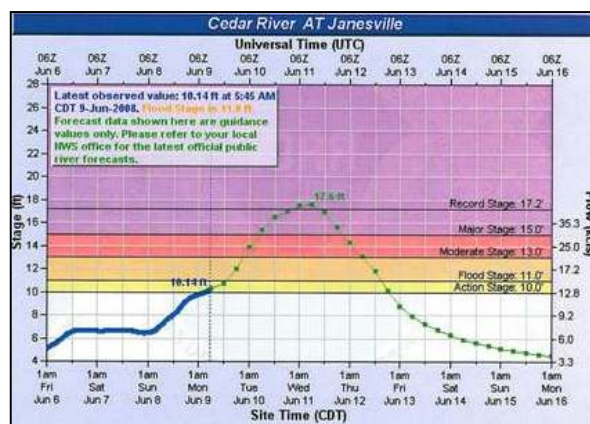 Cedar River AT Janesville
Universal Time (UTC)
06Z 06Z 06Z 06Z 06Z 06Z 06Z 06Z 06Z 06Z 06Z
Jun 6 Jun 7 Jun 8 Jun 9 Jun 10 Jun 11 Jun 12 Jun 13 Jun 14 Jun 15 Jun 16
Latest observed value: 10.14 ft at 5:45 AM
CDT 9-Jun-2008. Flood Stage is 11.0 ft.
Forecast data shown here are guidance
values only. Please refer to your local
NWS office for the latest official public
river forecasts.
28
26
24
22
20
18
16
14
12
10
8
6
4
Stage (ft)
17.6 ft
10.14 ft
Record Stage: 17.2'
Major Stage: 15.0'
Moderate Stage: 13.0'
Flood Stage: 11.0'
Action Stage: 10.0'
35.3
25.0
17.2
12.8
9.2
6.0
3.3
Flow (kcfs)
1am 1am 1am 1am 1am 1am 1am 1am 1am 1am 1am
Fri Sat Sun Mon Tue Wed Thu Fri Sat Sun Mon
Jun 6 Jun 7 Jun 8 Jun 9 Jun 10 Jun 11 Jun 12 Jun 13 Jun 14 Jun 15 Jun 16
Site Time (CDT)